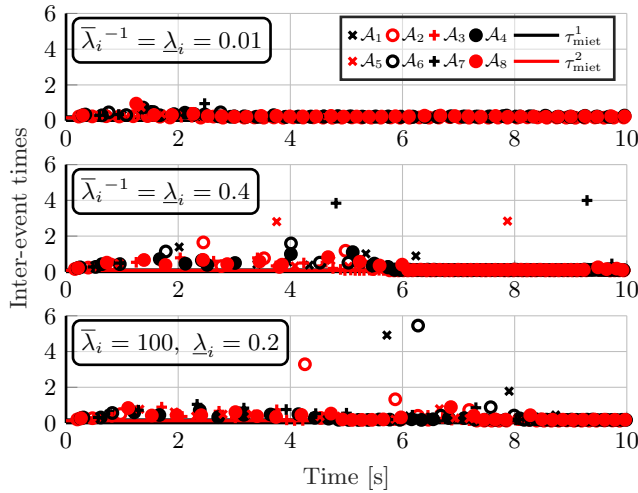 6
4
2
0
λ̅ᵢ⁻¹ = λ̲ᵢ = 0.01
𝒜₁ 𝒜₂ 𝒜₃ 𝒜₄ τ¹ₘᵢₑₜ
𝒜₅ 𝒜₆ 𝒜₇ 𝒜₈ τ²ₘᵢₑₜ
0 2 4 6 8 10
Inter-event times
6
4
2
0
λ̅ᵢ⁻¹ = λ̲ᵢ = 0.4
0 2 4 6 8 10
6
4
2
0
λ̅ᵢ = 100, λ̲ᵢ = 0.2
0 2 4 6 8 10
Time [s]